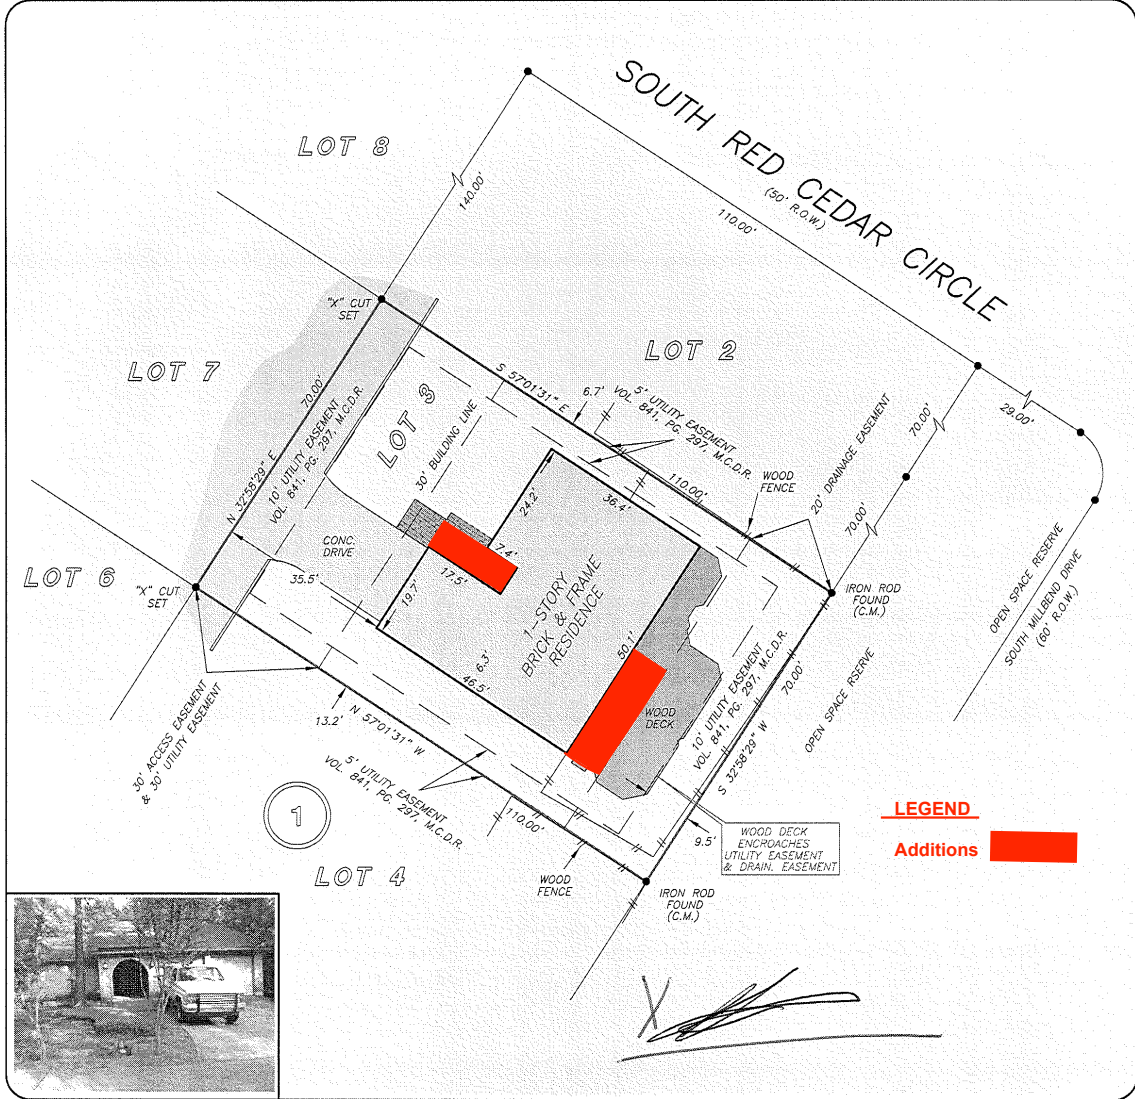 SOUTH RED CEDAR CIRCLE
(50' R.O.W.)
110.00'
LOT 8
140.00'
"X" CUT
SET
LOT 7
LOT 2
LOT 3
70.00'
N 32°58'29" E
10' UTILITY EASEMENT
VOL. 841, PG. 297, M.C.D.R.
30' BUILDING LINE
S 57°01'31" E
6.7'
5' UTILITY EASEMENT
VOL. 841, PG. 297, M.C.D.R.
110.00'
WOOD
FENCE
20' DRAINAGE EASEMENT
70.00'
70.00'
29.00'
OPEN SPACE RESERVE
SOUTH MILLBEND DRIVE
(60' R.O.W.)
IRON ROD
FOUND
(C.M.)
CONC.
DRIVE
35.5'
24.2'
36.4'
7.4'
17.5'
19.7'
1-STORY
BRICK & FRAME
RESIDENCE
50.1'
6.3'
46.5'
WOOD
DECK
LOT 6
"X" CUT
SET
30' ACCESS EASEMENT
& 30' UTILITY EASEMENT
13.2'
N 57°01'31" W
5' UTILITY EASEMENT
VOL. 841, PG. 297, M.C.D.R.
110.00'
10' UTILITY EASEMENT
VOL. 841, PG. 297, M.C.D.R.
70.00'
S 32°58'29" W
OPEN SPACE RSERVE
1
LOT 4
WOOD
FENCE
9.5'
WOOD DECK
ENCROACHES
UTILITY EASEMENT
& DRAIN. EASEMENT
IRON ROD
FOUND
(C.M.)
LEGEND
Additions
X